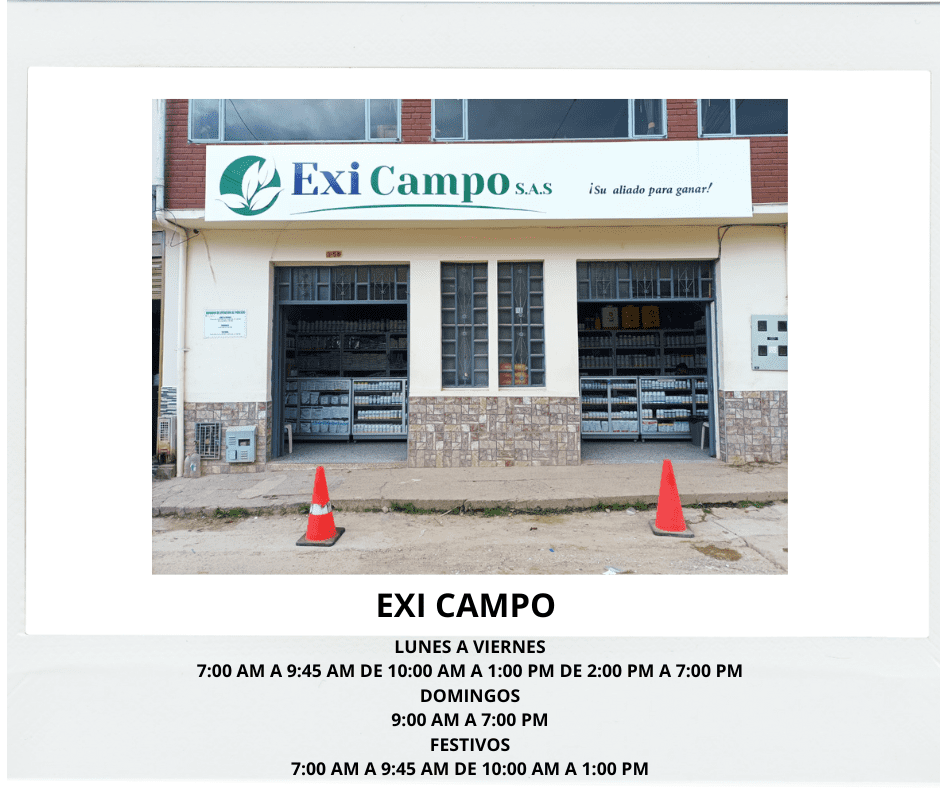 Exi Campo S.A.S
¡Su aliado para ganar!
EXI CAMPO
LUNES A VIERNES
7:00 AM A 9:45 AM DE 10:00 AM A 1:00 PM DE 2:00 PM A 7:00 PM
DOMINGOS
9:00 AM A 7:00 PM
FESTIVOS
7:00 AM A 9:45 AM DE 10:00 AM A 1:00 PM